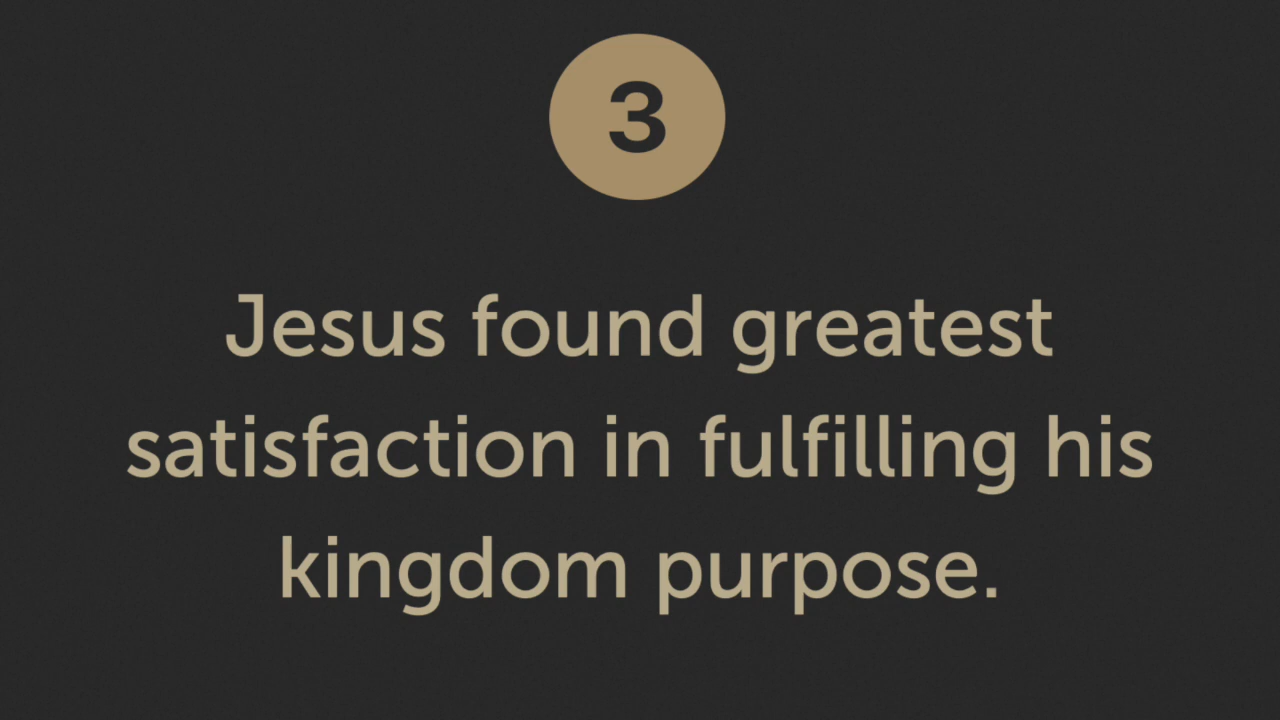 3
Jesus found greatest
satisfaction in fulfilling his
kingdom purpose.